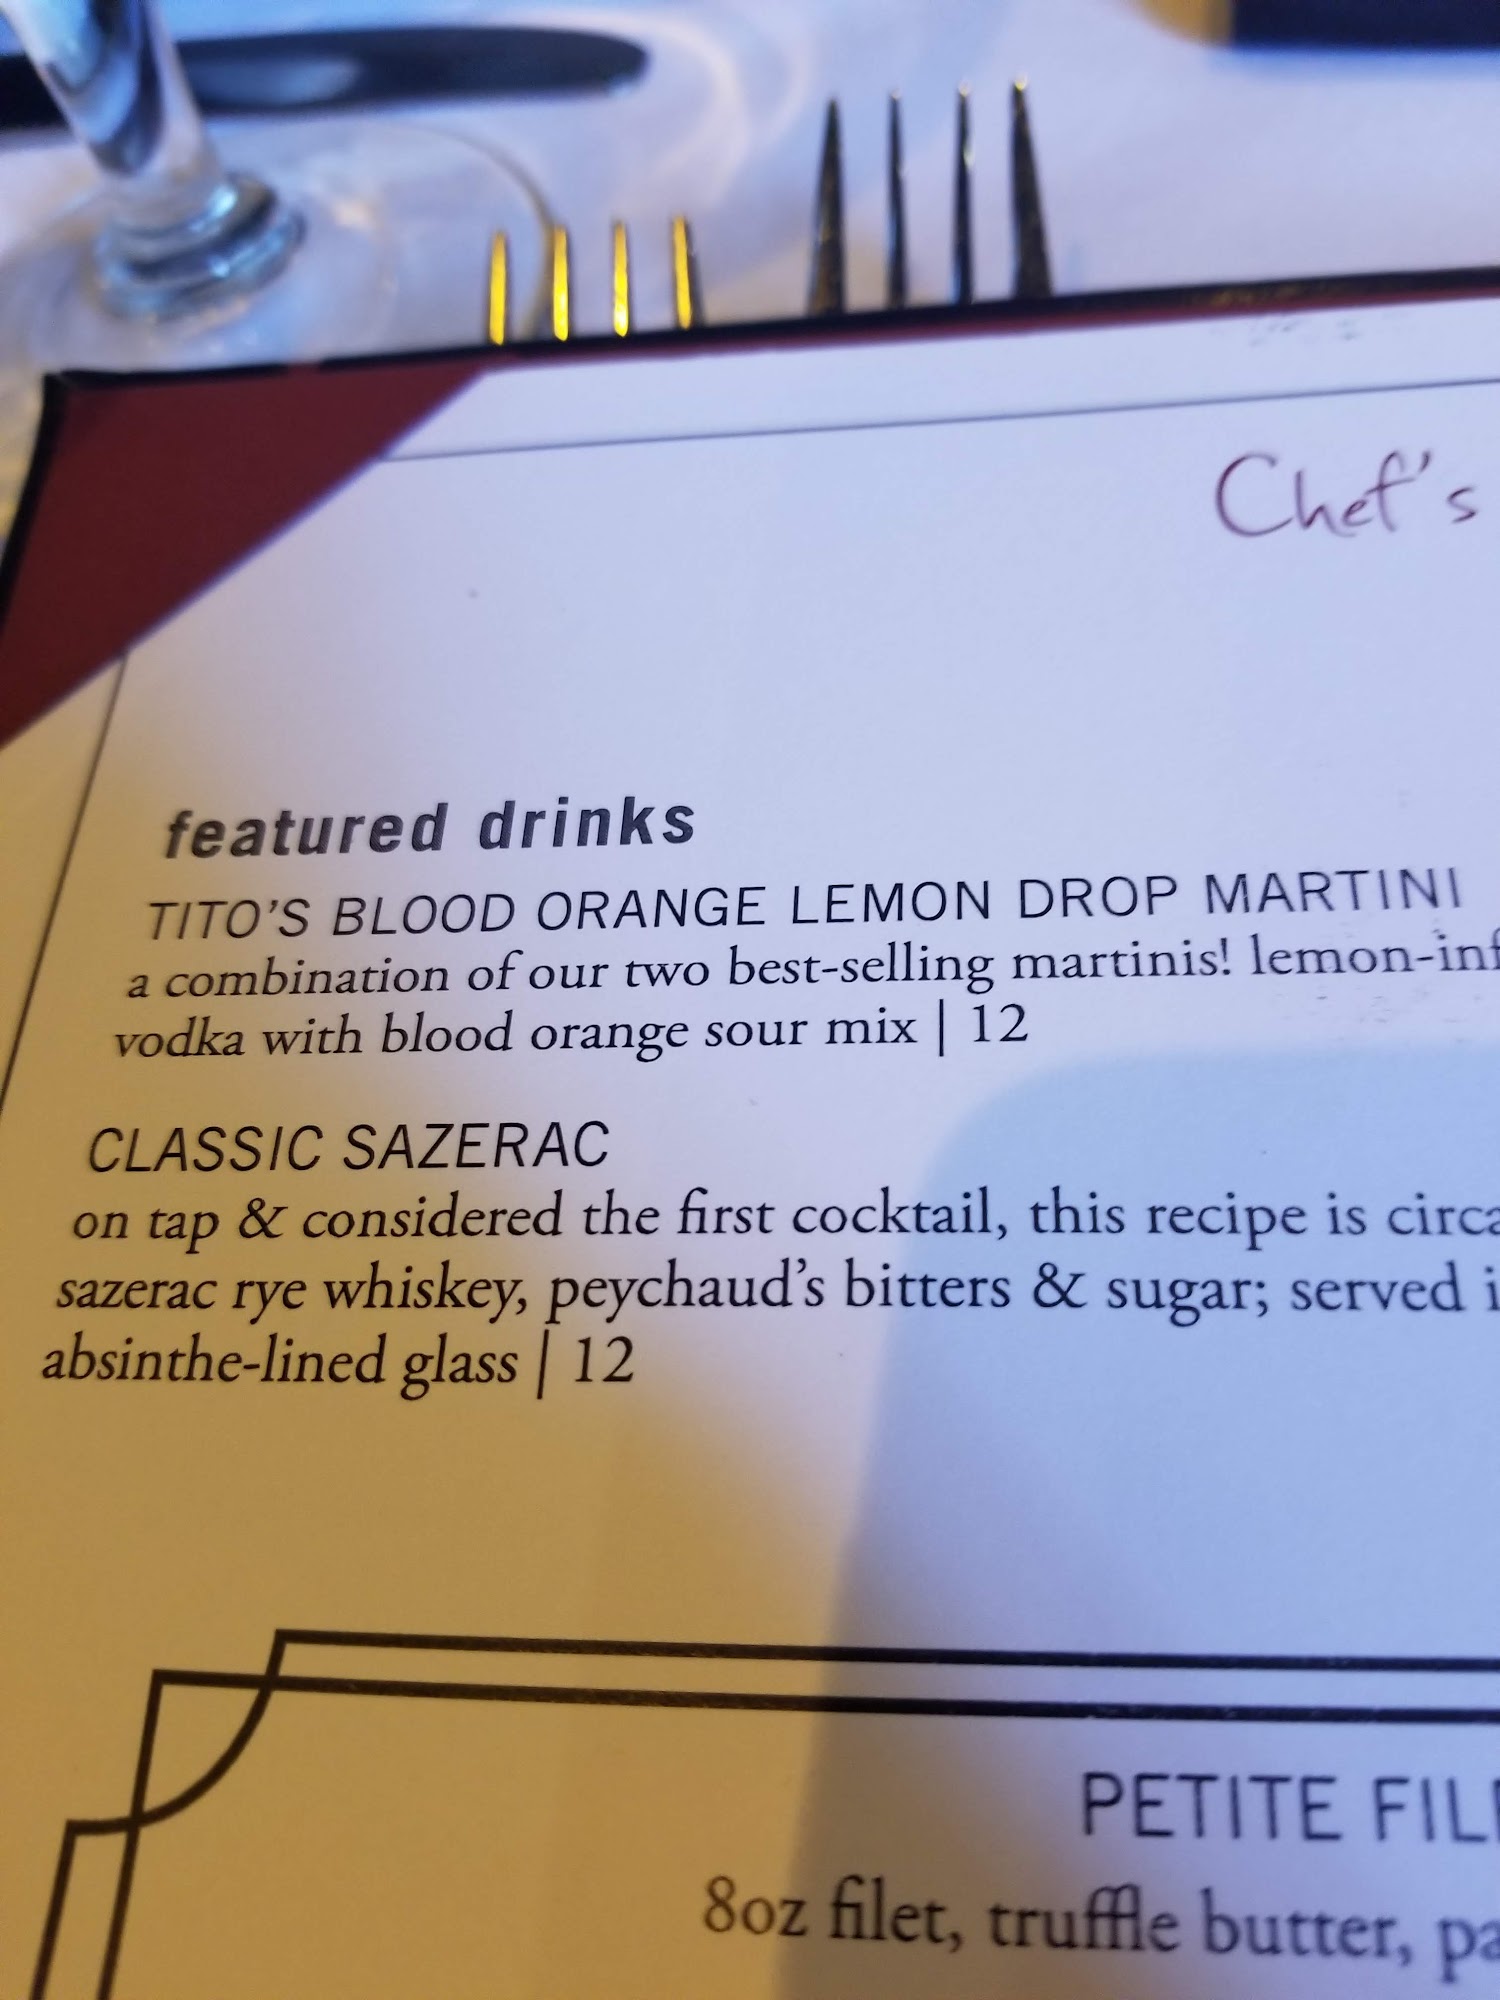 Chef's
featured drinks
TITO'S BLOOD ORANGE LEMON DROP MARTINI
a combination of our two best-selling martinis! lemon-inf
vodka with blood orange sour mix | 12
CLASSIC SAZERAC
on tap & considered the first cocktail, this recipe is circa
sazerac rye whiskey, peychaud's bitters & sugar; served i
absinthe-lined glass | 12
PETITE FIL
8oz filet, truffle butter, pa